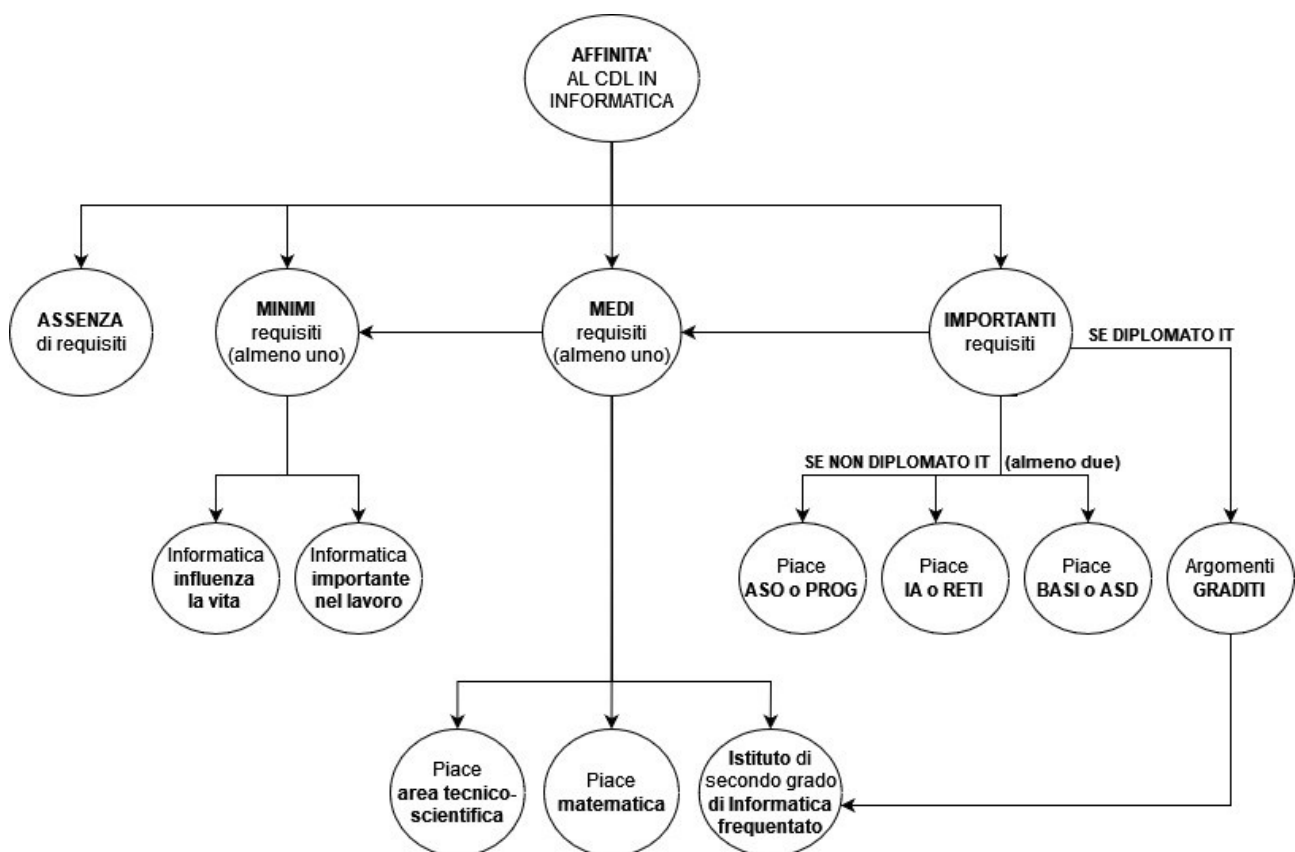 AFFINITA'
AL CDL IN
INFORMATICA
ASSENZA
di requisiti
MINIMI
requisiti
(almeno uno)
MEDI
requisiti
(almeno uno)
IMPORTANTI
requisiti
SE DIPLOMATO IT
SE NON DIPLOMATO IT (almeno due)
Informatica
influenza
la vita
Informatica
importante
nel lavoro
Piace
ASO o PROG
Piace
IA o RETI
Piace
BASI o ASD
Argomenti
GRADITI
Piace
area tecnico-
scientifica
Piace
matematica
Istituto di
secondo grado
di Informatica
frequentato